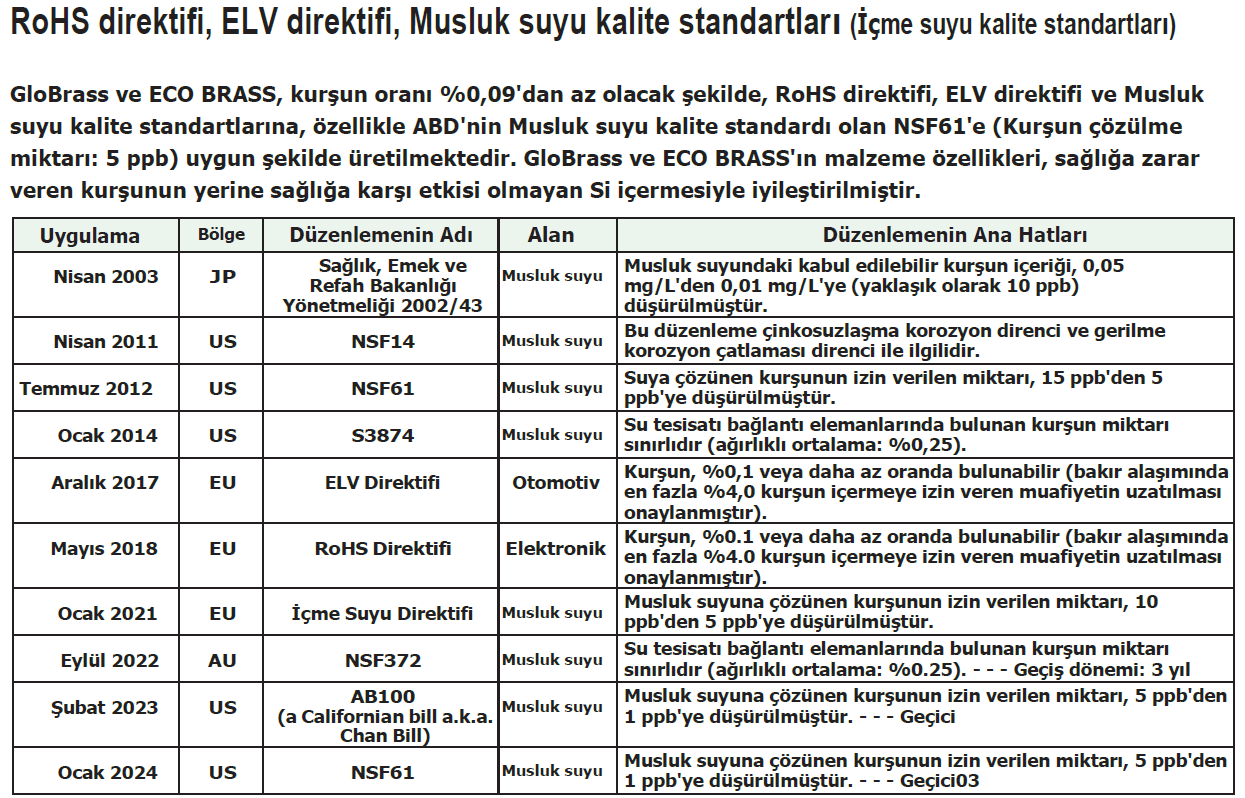 RoHS direktifi, ELV direktifi, Musluk suyu kalite standartları (İçme suyu kalite standartları)
GloBrass ve ECO BRASS, kurşun oranı %0,09'dan az olacak şekilde, RoHS direktifi, ELV direktifi ve Musluk
suyu kalite standartlarına, özellikle ABD'nin Musluk suyu kalite standardı olan NSF61'e (Kurşun çözülme
miktarı: 5 ppb) uygun şekilde üretilmektedir. GloBrass ve ECO BRASS'ın malzeme özellikleri, sağlığa zarar
veren kurşunun yerine sağlığa karşı etkisi olmayan Si içermesiyle iyileştirilmiştir.
Uygulama Bölge Düzenlemenin Adı Alan Düzenlemenin Ana Hatları
Nisan 2003 JP Sağlık, Emek ve Musluk suyu Musluk suyundaki kabul edilebilir kurşun içeriği, 0,05
Refah Bakanlığı mg/L'den 0,01 mg/L'ye (yaklaşık olarak 10 ppb)
Yönetmeliği 2002/43 düşürülmüştür.
Nisan 2011 US NSF14 Musluk suyu Bu düzenleme çinkosuzlaşma korozyon direnci ve gerilme
korozyon çatlaması direnci ile ilgilidir.
Temmuz 2012 US NSF61 Musluk suyu Suya çözünen kurşunun izin verilen miktarı, 15 ppb'den 5
ppb'ye düşürülmüştür.
Ocak 2014 US S3874 Musluk suyu Su tesisatı bağlantı elemanlarında bulunan kurşun miktarı
sınırlıdır (ağırlıklı ortalama: %0,25).
Aralık 2017 EU ELV Direktifi Otomotiv Kurşun, %0,1 veya daha az oranda bulunabilir (bakır alaşımında
en fazla %4,0 kurşun içermeye izin veren muafiyetin uzatılması
onaylanmıştır).
Mayıs 2018 EU RoHS Direktifi Elektronik Kurşun, %0.1 veya daha az oranda bulunabilir (bakır alaşımında
en fazla %4.0 kurşun içermeye izin veren muafiyetin uzatılması
onaylanmıştır).
Ocak 2021 EU İçme Suyu Direktifi Musluk suyu Musluk suyuna çözünen kurşunun izin verilen miktarı, 10
ppb'den 5 ppb'ye düşürülmüştür.
Eylül 2022 AU NSF372 Musluk suyu Su tesisatı bağlantı elemanlarında bulunan kurşun miktarı
sınırlıdır (ağırlıklı ortalama: %0.25). - - - Geçiş dönemi: 3 yıl
Şubat 2023 US AB100 Musluk suyu Musluk suyuna çözünen kurşunun izin verilen miktarı, 5 ppb'den
(a Californian bill a.k.a. 1 ppb'ye düşürülmüştür. - - - Geçici
Chan Bill)
Ocak 2024 US NSF61 Musluk suyu Musluk suyuna çözünen kurşunun izin verilen miktarı, 5 ppb'den
1 ppb'ye düşürülmüştür. - - - Geçici03